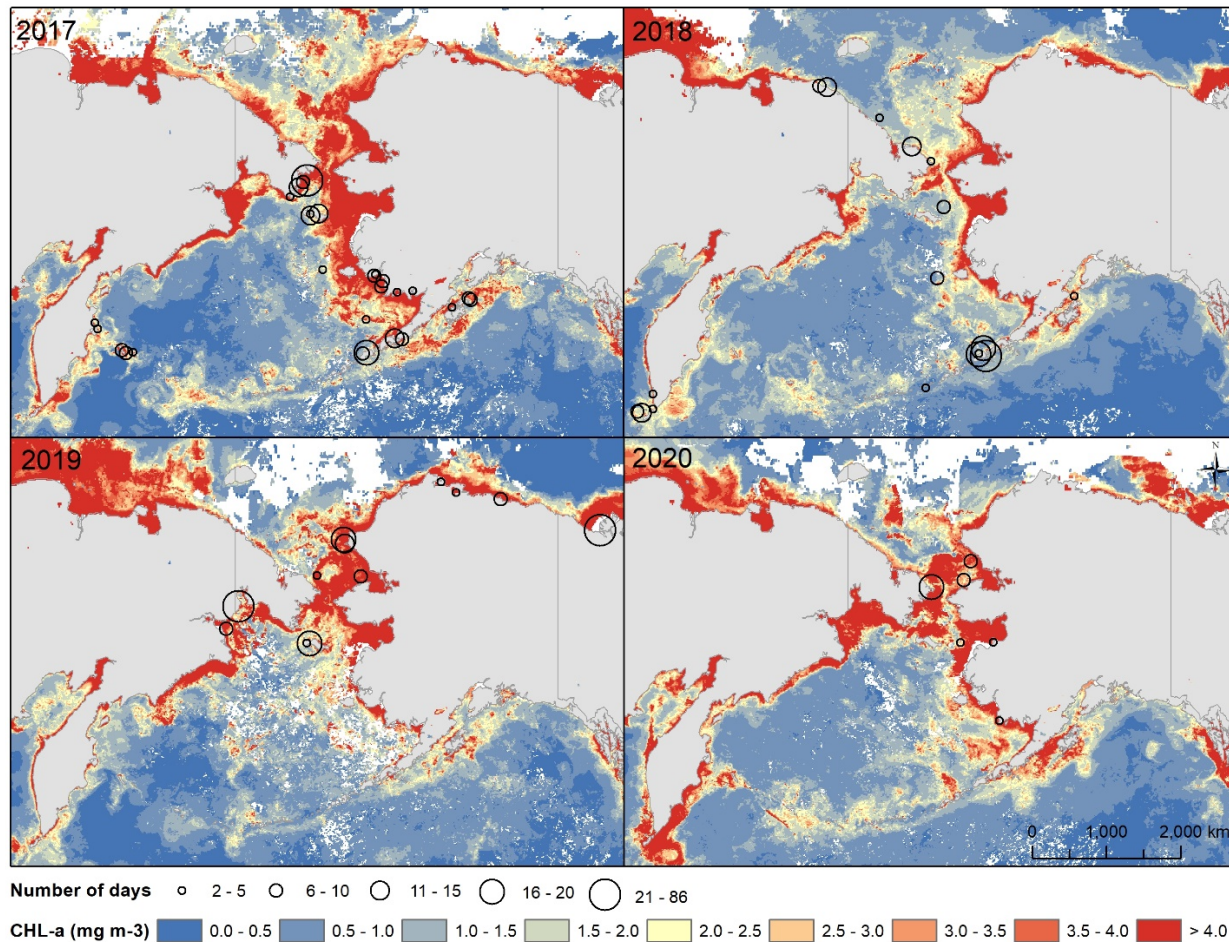 2017
2018
2019
2020
N
0 1,000 2,000 km
Number of days 2 - 5 6 - 10 11 - 15 16 - 20 21 - 86
CHL-a (mg m-3) 0.0 - 0.5 0.5 - 1.0 1.0 - 1.5 1.5 - 2.0 2.0 - 2.5 2.5 - 3.0 3.0 - 3.5 3.5 - 4.0 > 4.0